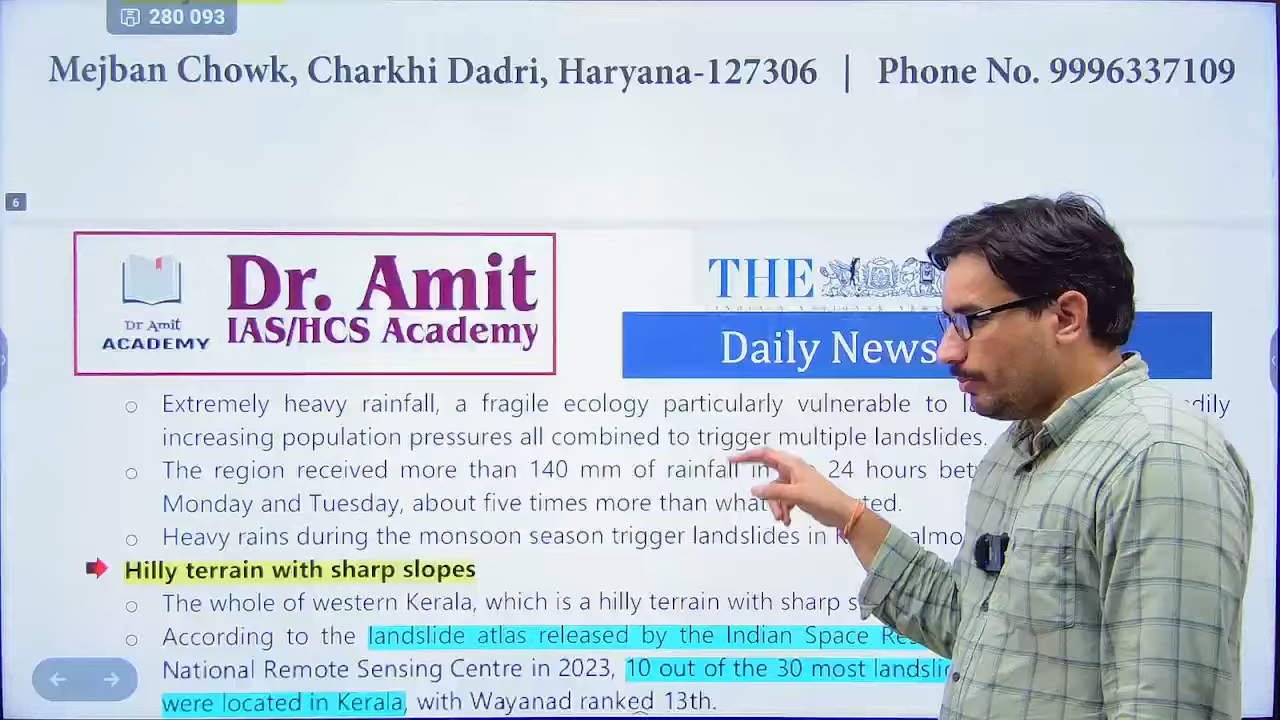 280 093
Mejban Chowk, Charkhi Dadri, Haryana-127306 | Phone No. 9996337109
6
Dr. Amit
IAS/HCS Academy
Dr Amit
ACADEMY
THE
Daily News
Extremely heavy rainfall, a fragile ecology particularly vulnerable to
increasing population pressures all combined to trigger multiple landslides.
The region received more than 140 mm of rainfall in 24 hours
Monday and Tuesday, about five times more than what
Heavy rains during the monsoon season trigger landslides in
Hilly terrain with sharp slopes
The whole of western Kerala, which is a hilly terrain with sharp
According to the landslide atlas released by the Indian Space
National Remote Sensing Centre in 2023, 10 out of the 30 most
were located in Kerala, with Wayanad ranked 13th.